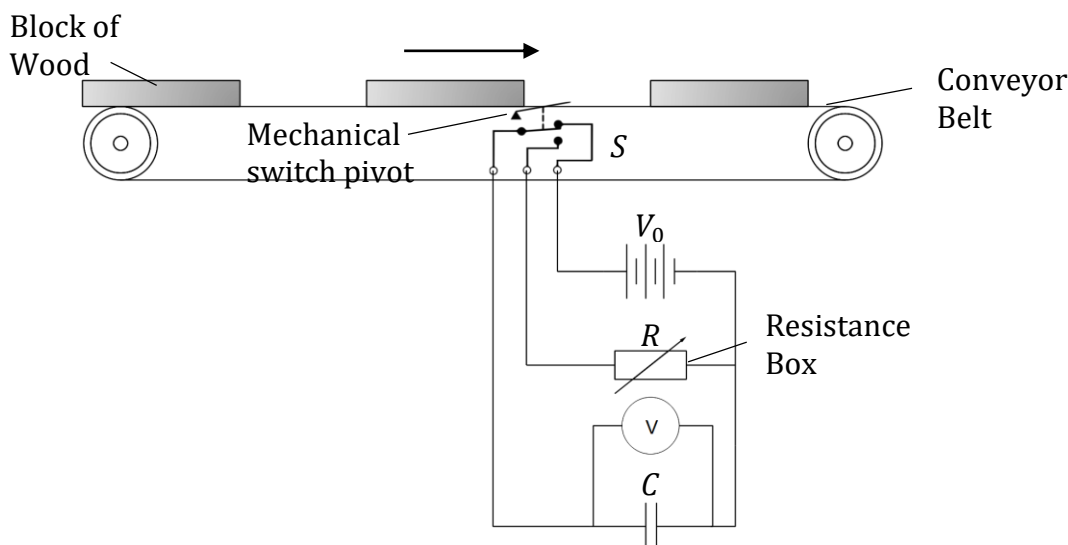 Block of
Wood
Conveyor
Belt
Mechanical
switch pivot
S
V₀
R
Resistance
Box
V
C